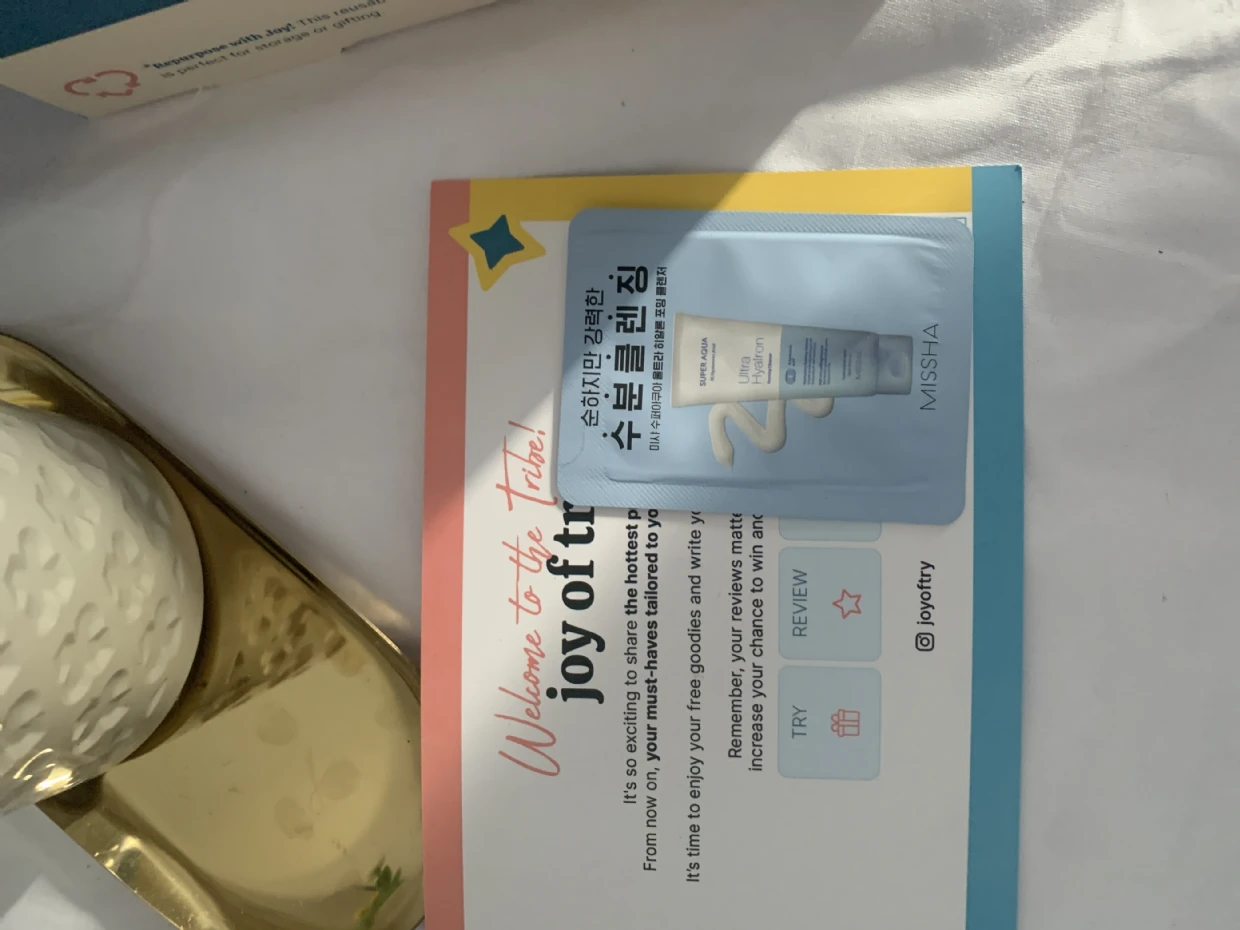 "Repurpose with Joy! This reusab
is perfect for storage or gifting
Welcome to the Tribe!
joy of tr
It's so exciting to share the hottest p
From now on, your must-haves tailored to yo
It's time to enjoy your free goodies and write yo
Remember, your reviews matte
increase your chance to win and
TRY
REVIEW
joyoftry
순하지만 강력한
수분클렌징
미샤 수퍼아쿠아 울트라 히알론 포밍 클렌저
SUPER AQUA
Ultra
Hyalron
MISSHA